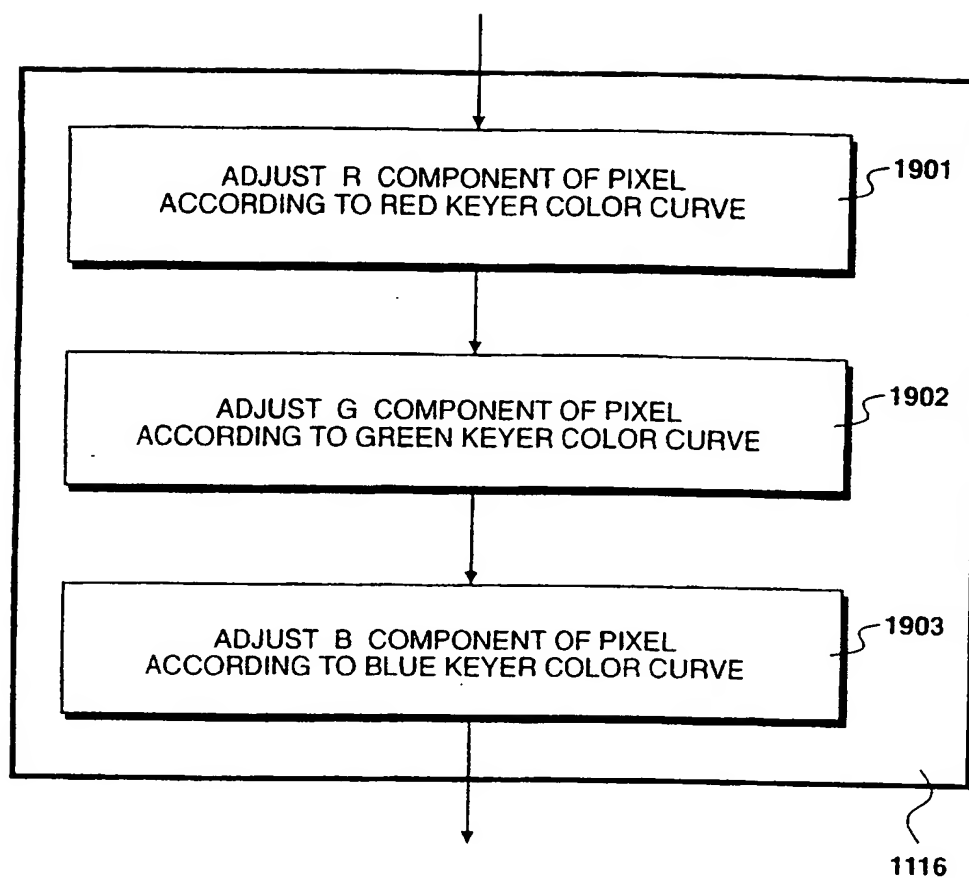 ADJUST R COMPONENT OF PIXEL
ACCORDING TO RED KEYER COLOR CURVE
1901
ADJUST G COMPONENT OF PIXEL
ACCORDING TO GREEN KEYER COLOR CURVE
1902
ADJUST B COMPONENT OF PIXEL
ACCORDING TO BLUE KEYER COLOR CURVE
1903
1116